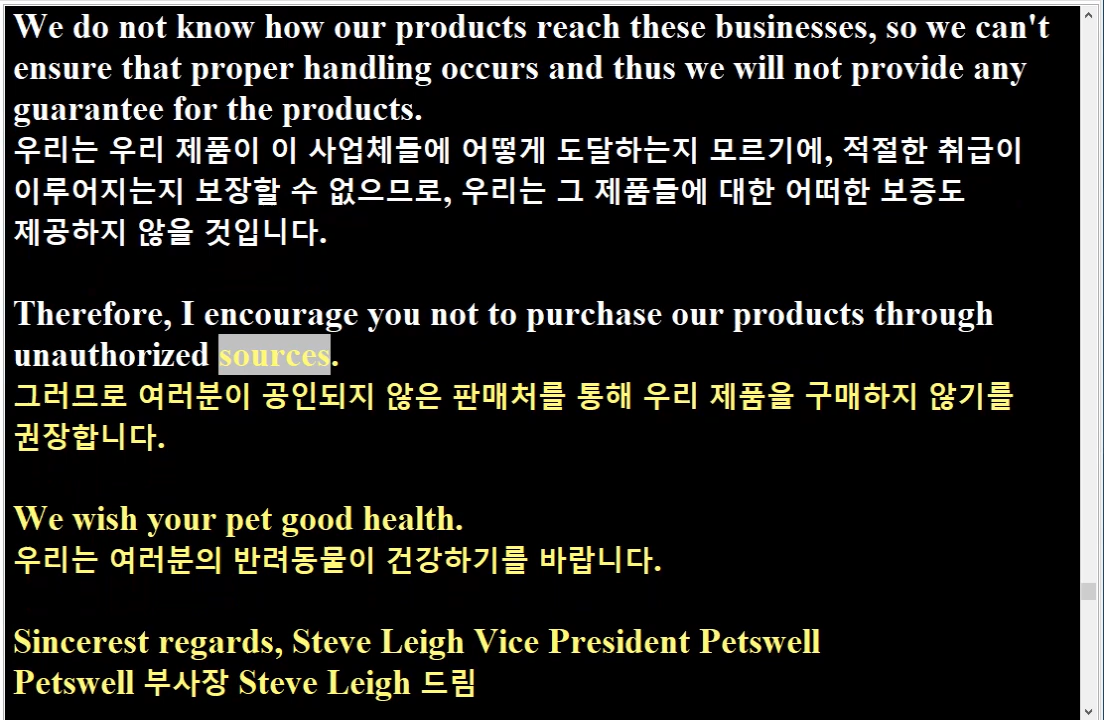 We do not know how our products reach these businesses, so we can't
ensure that proper handling occurs and thus we will not provide any
guarantee for the products.
우리는 우리 제품이 이 사업체들에 어떻게 도달하는지 모르기에, 적절한 취급이
이루어지는지 보장할 수 없으므로, 우리는 그 제품들에 대한 어떠한 보증도
제공하지 않을 것입니다.
Therefore, I encourage you not to purchase our products through
unauthorized sources.
그러므로 여러분이 공인되지 않은 판매처를 통해 우리 제품을 구매하지 않기를
권장합니다.
We wish your pet good health.
우리는 여러분의 반려동물이 건강하기를 바랍니다.
Sincerest regards, Steve Leigh Vice President Petswell
Petswell 부사장 Steve Leigh 드림